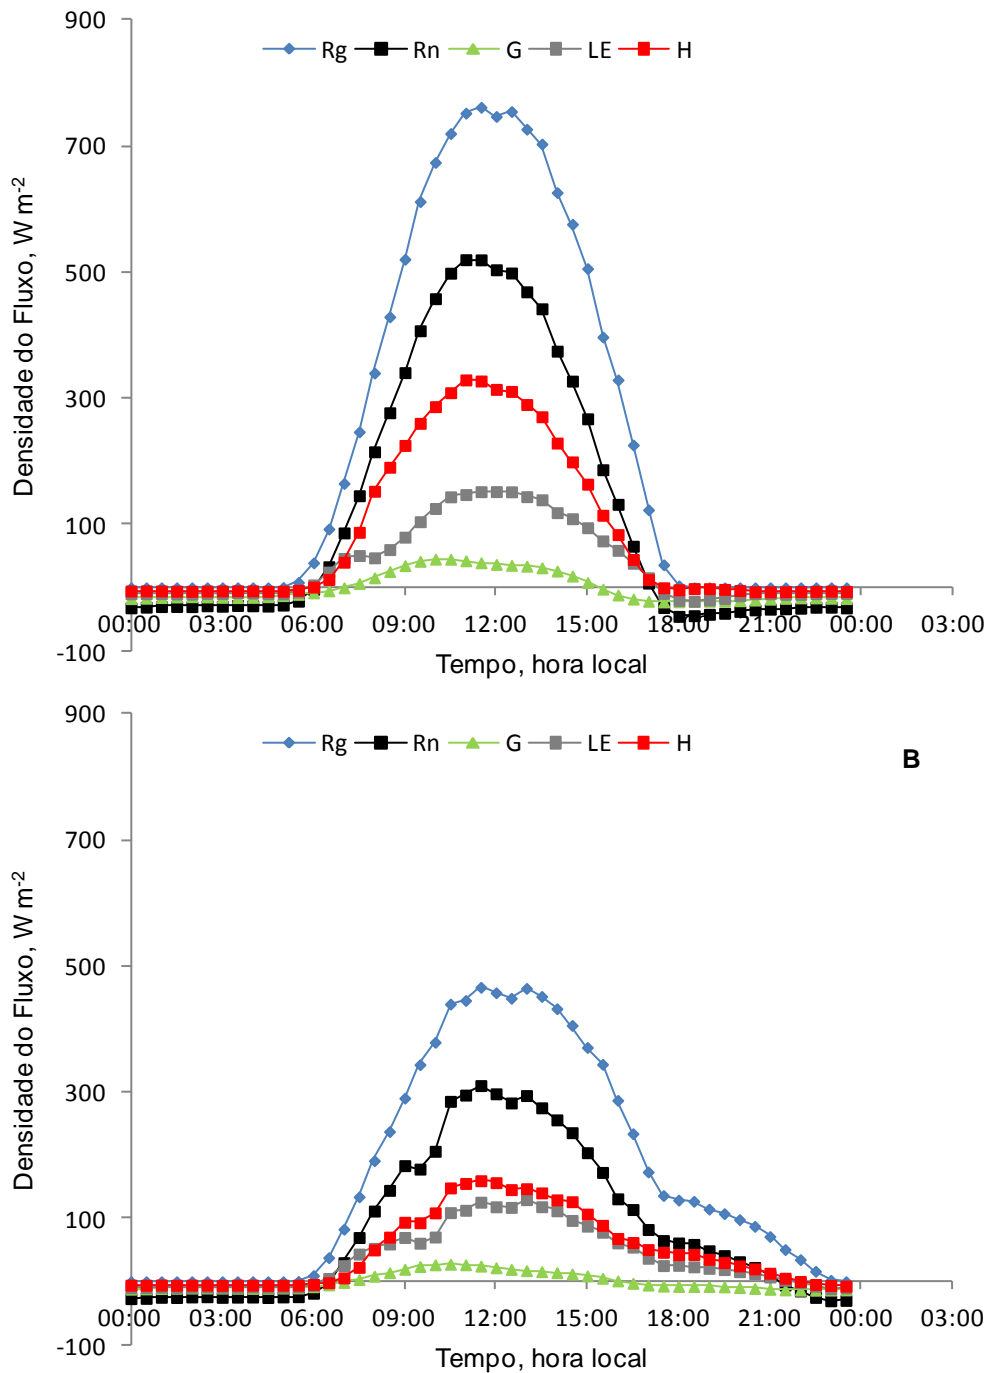 900
Rg Rn G LE H
700
500
300
100
-100
Densidade do Fluxo, W m-2
00:00 03:00 06:00 09:00 12:00 15:00 18:00 21:00 00:00 03:00
Tempo, hora local
900
Rg Rn G LE H
B
700
500
300
100
-100
Densidade do Fluxo, W m-2
00:00 03:00 06:00 09:00 12:00 15:00 18:00 21:00 00:00 03:00
Tempo, hora local